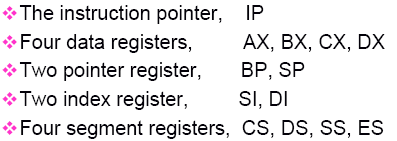 ❖The instruction pointer, IP
❖Four data registers, AX, BX, CX, DX
❖Two pointer register, BP, SP
❖Two index register, SI, DI
❖Four segment registers, CS, DS, SS, ES